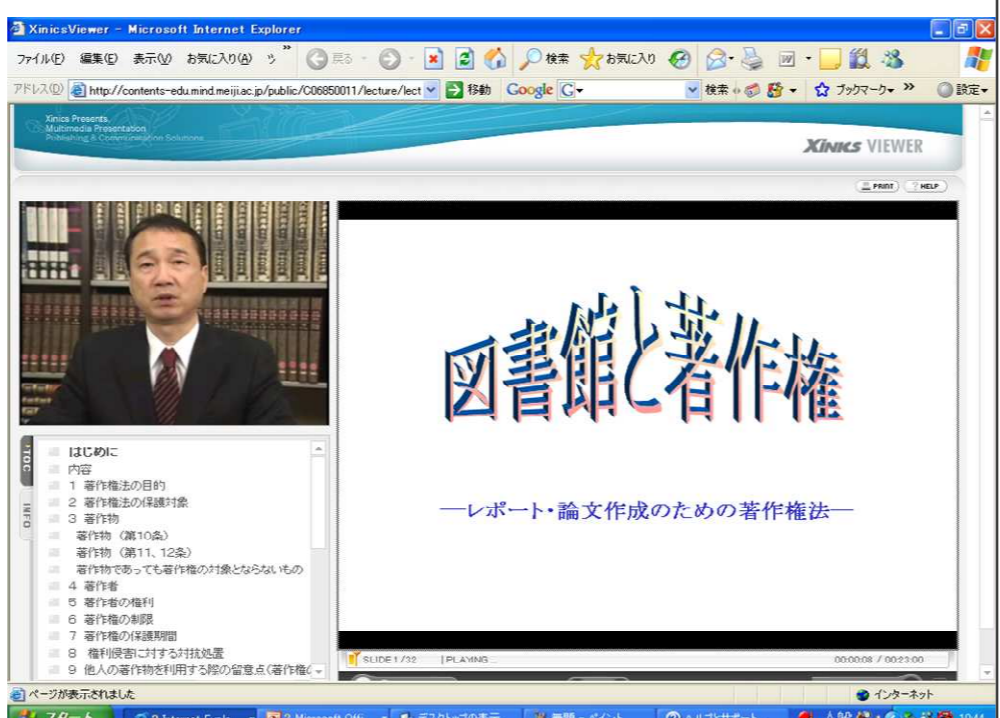 XinicsViewer - Microsoft Internet Explorer
ファイル(F) 編集(E) 表示(V) お気に入り(A) ツ » 戻る 検索 お気に入り
アドレス(D) http://contents-edu.mind.meiji.ac.jp/public/C06850011/lecture/lect 移動 Google G 検索 ブックマーク » 設定
Xinics Presents.
Multimedia Presentation
Publishing & Communication Solutions
XINICS VIEWER
PRINT ? HELP
図書館と著作権
―レポート・論文作成のための著作権法―
TOC
INFO
はじめに
内容
1 著作権法の目的
2 著作権法の保護対象
3 著作物
著作物（第10条）
著作物（第11、12条）
著作物であっても著作権の対象とならないもの
4 著作者
5 著作者の権利
6 著作権の制限
7 著作権の保護期間
8 権利侵害に対する対抗処置
9 他人の著作物を利用する際の留意点(著作権
SLIDE 1 / 32 | PLAYING... 00:00:08 / 00:23:00
ページが表示されました インターネット
スタート